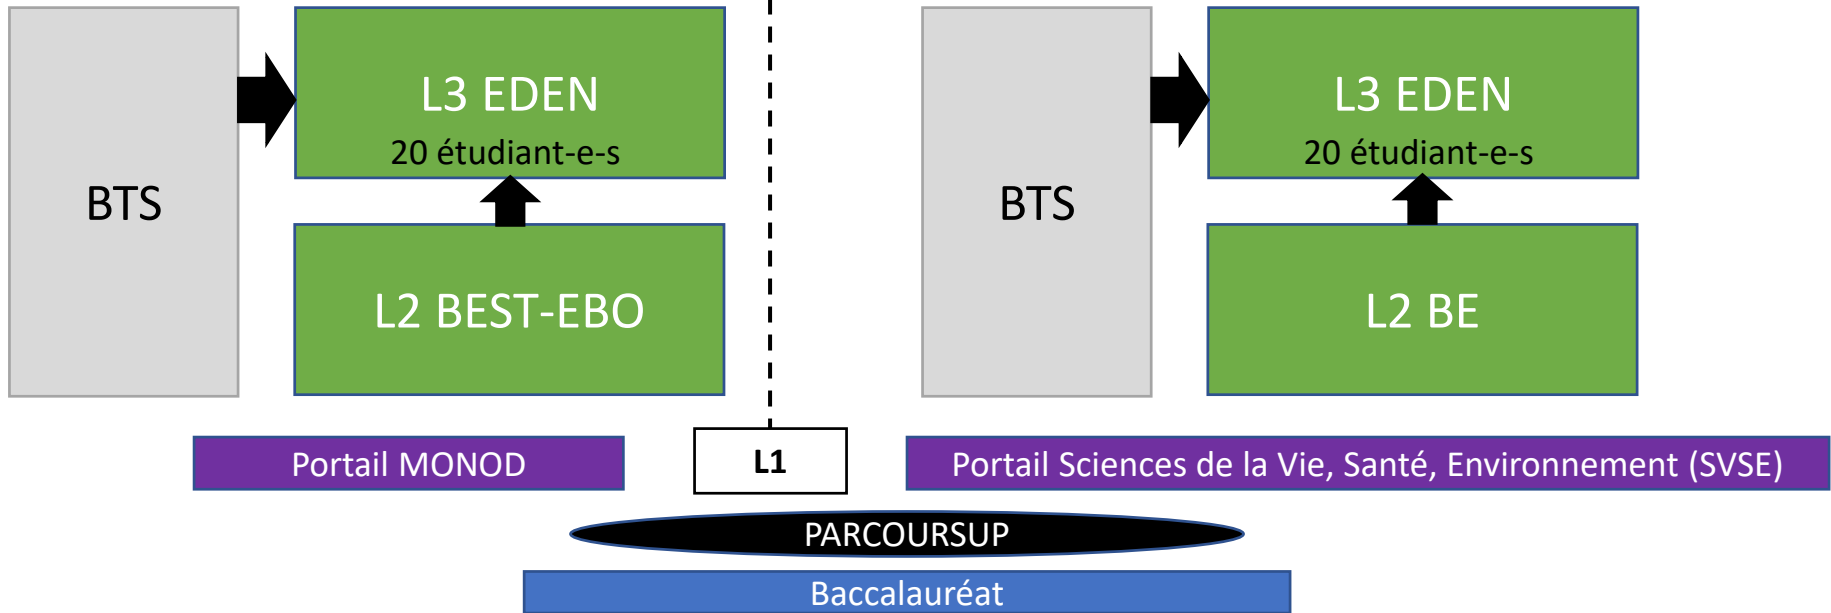 BTS
L3 EDEN
20 étudiant-e-s
L2 BEST-EBO
BTS
L3 EDEN
20 étudiant-e-s
L2 BE
Portail MONOD
L1
Portail Sciences de la Vie, Santé, Environnement (SVSE)
PARCOURSUP
Baccalauréat